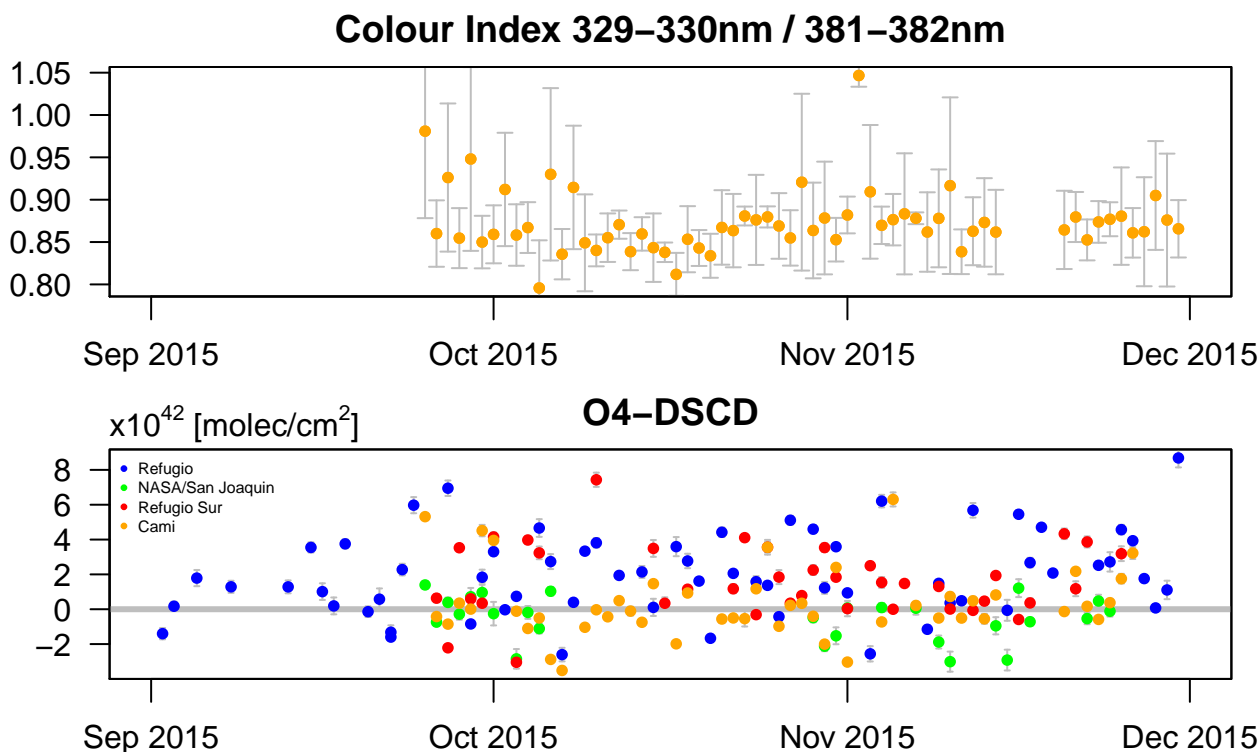 Colour Index 329−330nm / 381−382nm
1.05
1.00
0.95
0.90
0.85
0.80
Sep 2015 Oct 2015 Nov 2015 Dec 2015
x10^42 [molec/cm^2] O4−DSCD
8
6
4
2
0
−2
Refugio
NASA/San Joaquin
Refugio Sur
Cami
Sep 2015 Oct 2015 Nov 2015 Dec 2015